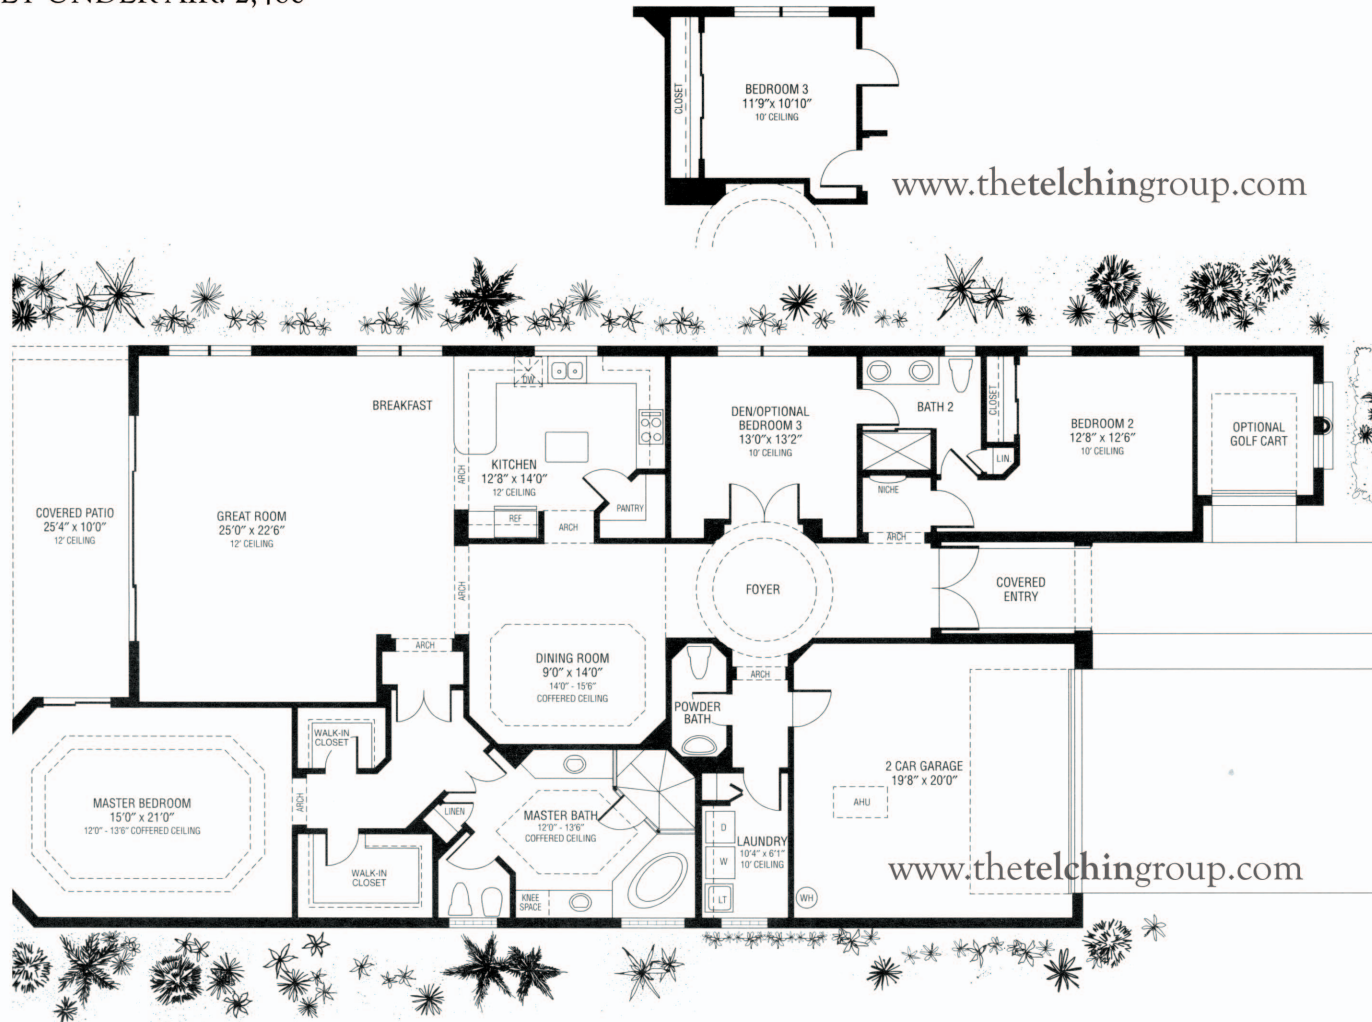 UNDER AIR: 2,
CLOSET
BEDROOM 3
11'9" x 10'10"
10' CEILING
www.thetelchingroup.com
BREAKFAST
DW
KITCHEN
12'8" x 14'0"
12' CEILING
ARCH
REF
ARCH
PANTRY
DEN/OPTIONAL
BEDROOM 3
13'0" x 13'2"
10' CEILING
BATH 2
NICHE
CLOSET
LIN.
BEDROOM 2
12'8" x 12'6"
10' CEILING
OPTIONAL
GOLF CART
COVERED PATIO
25'4" x 10'0"
12' CEILING
GREAT ROOM
25'0" x 22'6"
12' CEILING
ARCH
ARCH
FOYER
ARCH
COVERED
ENTRY
DINING ROOM
9'0" x 14'0"
14'0" - 15'6"
COFFERED CEILING
ARCH
POWDER
BATH
WALK-IN
CLOSET
MASTER BEDROOM
15'0" x 21'0"
12'0" - 13'6" COFFERED CEILING
ARCH
WALK-IN
CLOSET
LINEN
MASTER BATH
12'0" - 13'6"
COFFERED CEILING
KNEE
SPACE
D
W
LT
LAUNDRY
10'4" x 6'1"
10' CEILING
2 CAR GARAGE
19'8" x 20'0"
AHU
WH
www.thetelchingroup.com